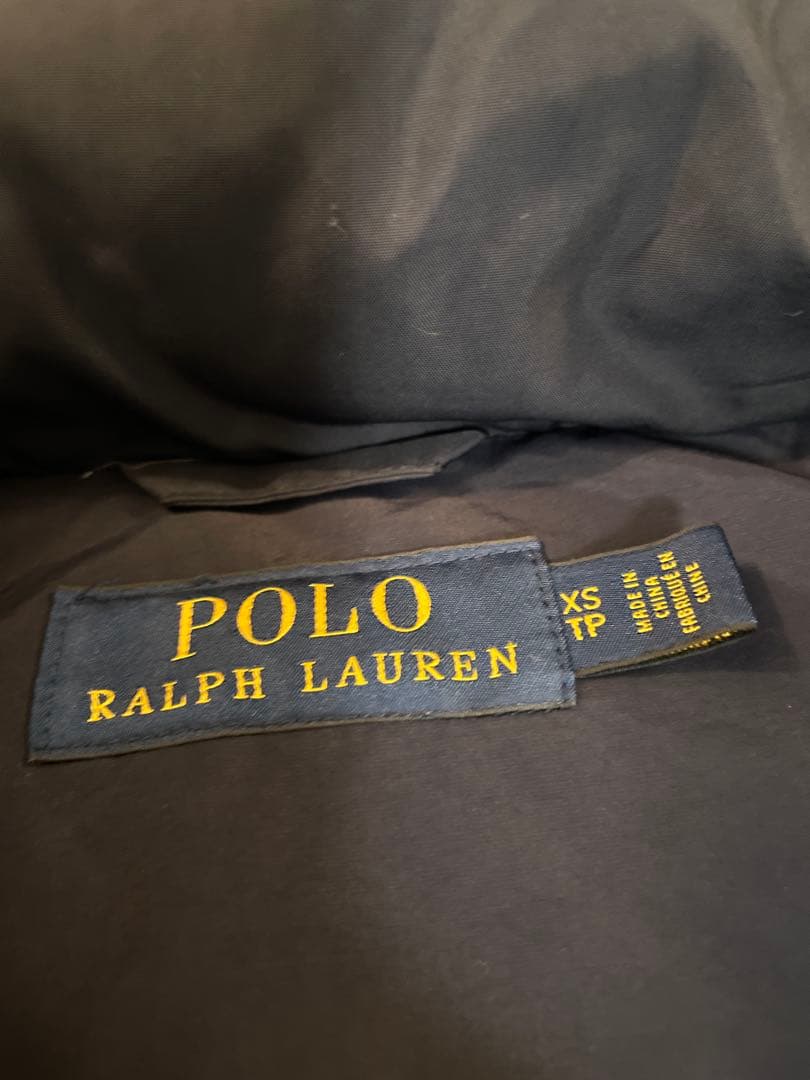 POLO
RALPH LAUREN
XS
TP
MADE IN
CHINA
FABRIQUÉ EN
CHINE